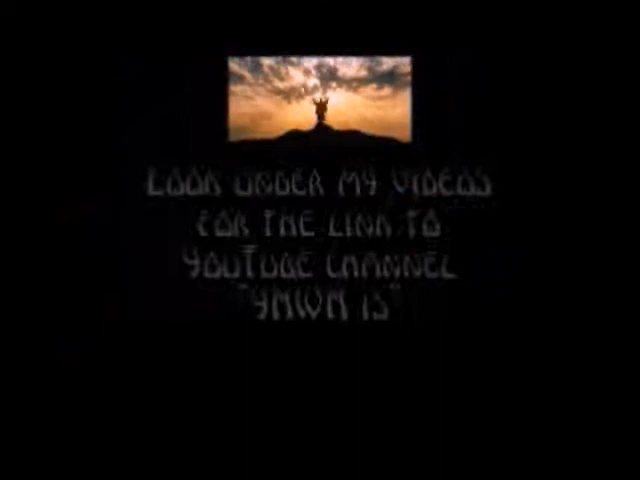 LOOK UNDER MY VIDEOS
FOR THE LINK TO
YOUTUBE CHANNEL
"YHWH IS"